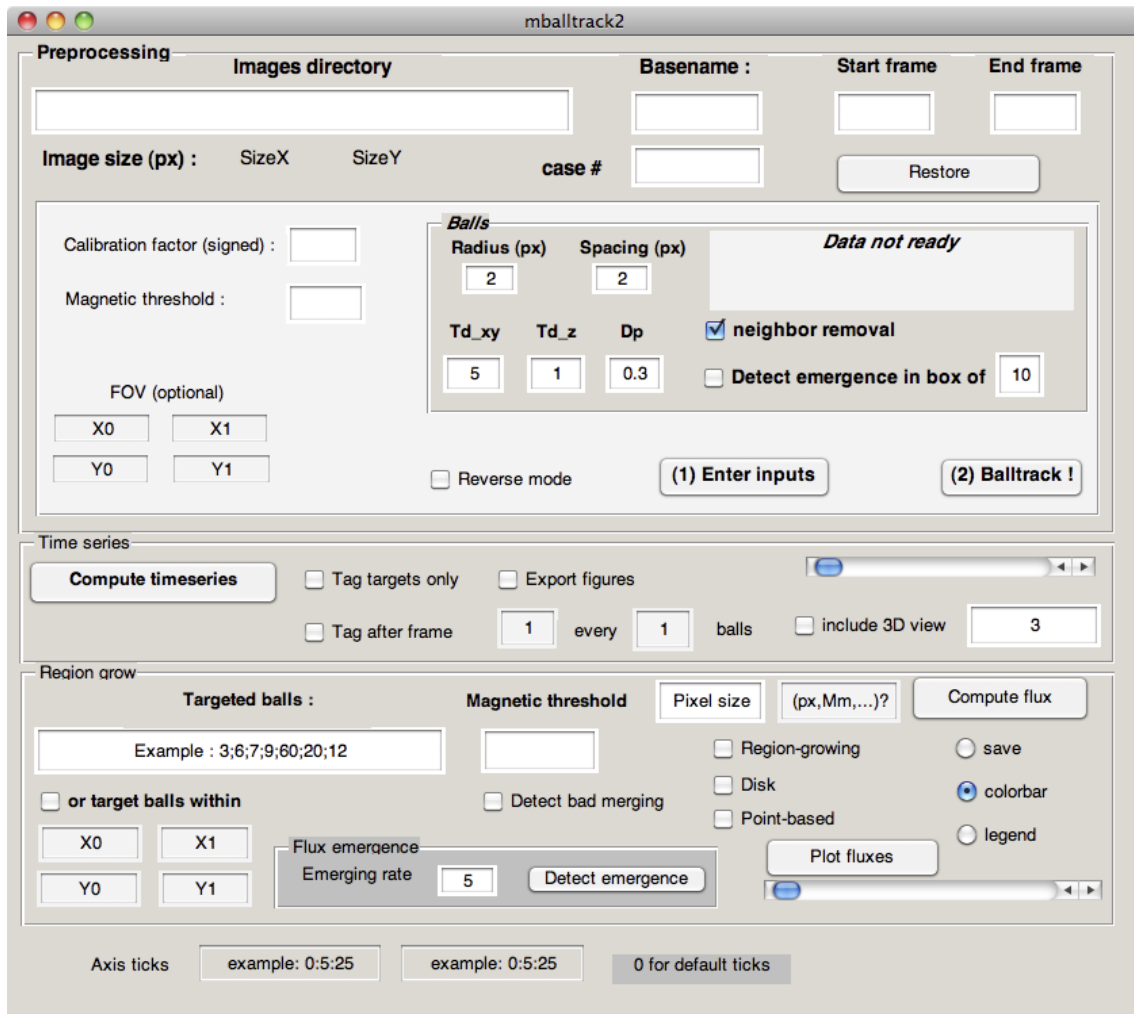 mballtrack2
Preprocessing
Images directory Basename : Start frame End frame
Image size (px) : SizeX SizeY case # Restore
Balls
Calibration factor (signed) : Radius (px) Spacing (px) Data not ready
2 2
Magnetic threshold :
Td_xy Td_z Dp neighbor removal
5 1 0.3 Detect emergence in box of 10
FOV (optional)
X0 X1
Y0 Y1
Reverse mode (1) Enter inputs (2) Balltrack !
Time series
Compute timeseries Tag targets only Export figures
Tag after frame 1 every 1 balls include 3D view 3
Region grow
Targeted balls : Magnetic threshold Pixel size (px,Mm,...)? Compute flux
Example : 3;6;7;9;60;20;12 Region-growing save
or target balls within Detect bad merging Disk colorbar
Point-based legend
X0 X1 Flux emergence Plot fluxes
Y0 Y1 Emerging rate 5 Detect emergence
Axis ticks example: 0:5:25 example: 0:5:25 0 for default ticks